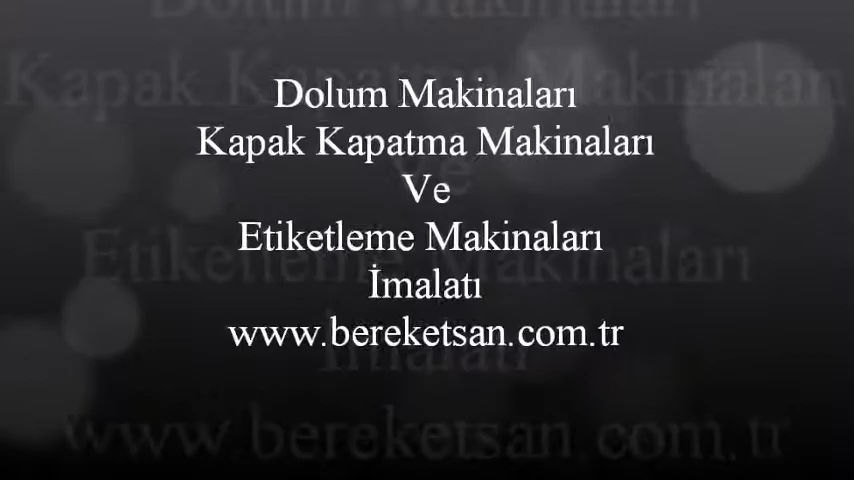 Dolum Makinaları
Kapak Kapatma Makinaları
Ve
Etiketleme Makinaları
İmalatı
www.bereketsan.com.tr